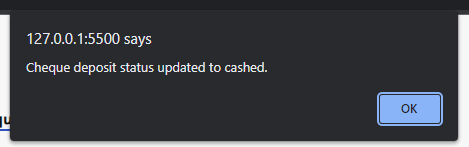 127.0.0.1:5500 says
Cheque deposit status updated to cashed.
OK